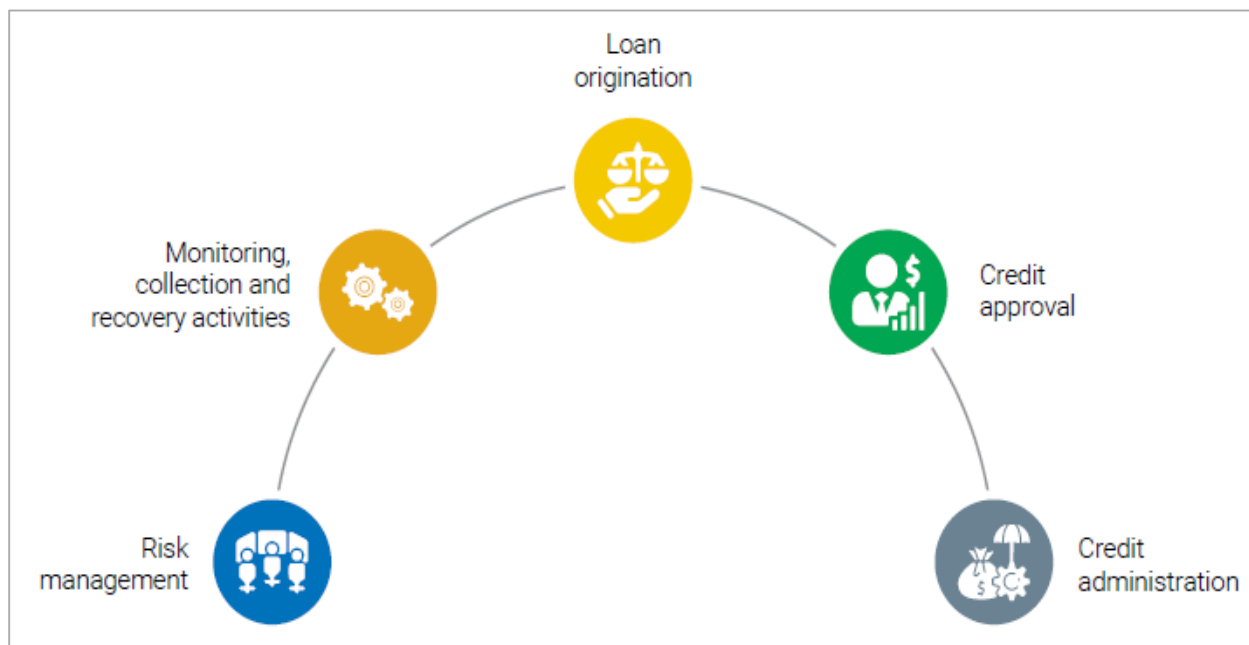 Loan
origination
Monitoring,
collection and
recovery activities
Credit
approval
Risk
management
Credit
administration